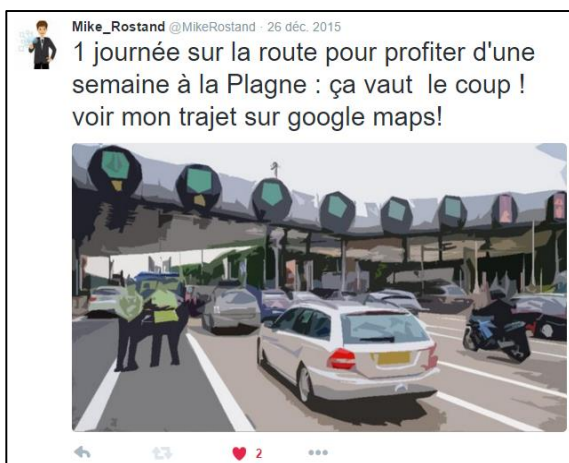 Mike_Rostand @MikeRostand · 26 déc. 2015
1 journée sur la route pour profiter d'une
semaine à la Plagne : ça vaut le coup !
voir mon trajet sur google maps!
2